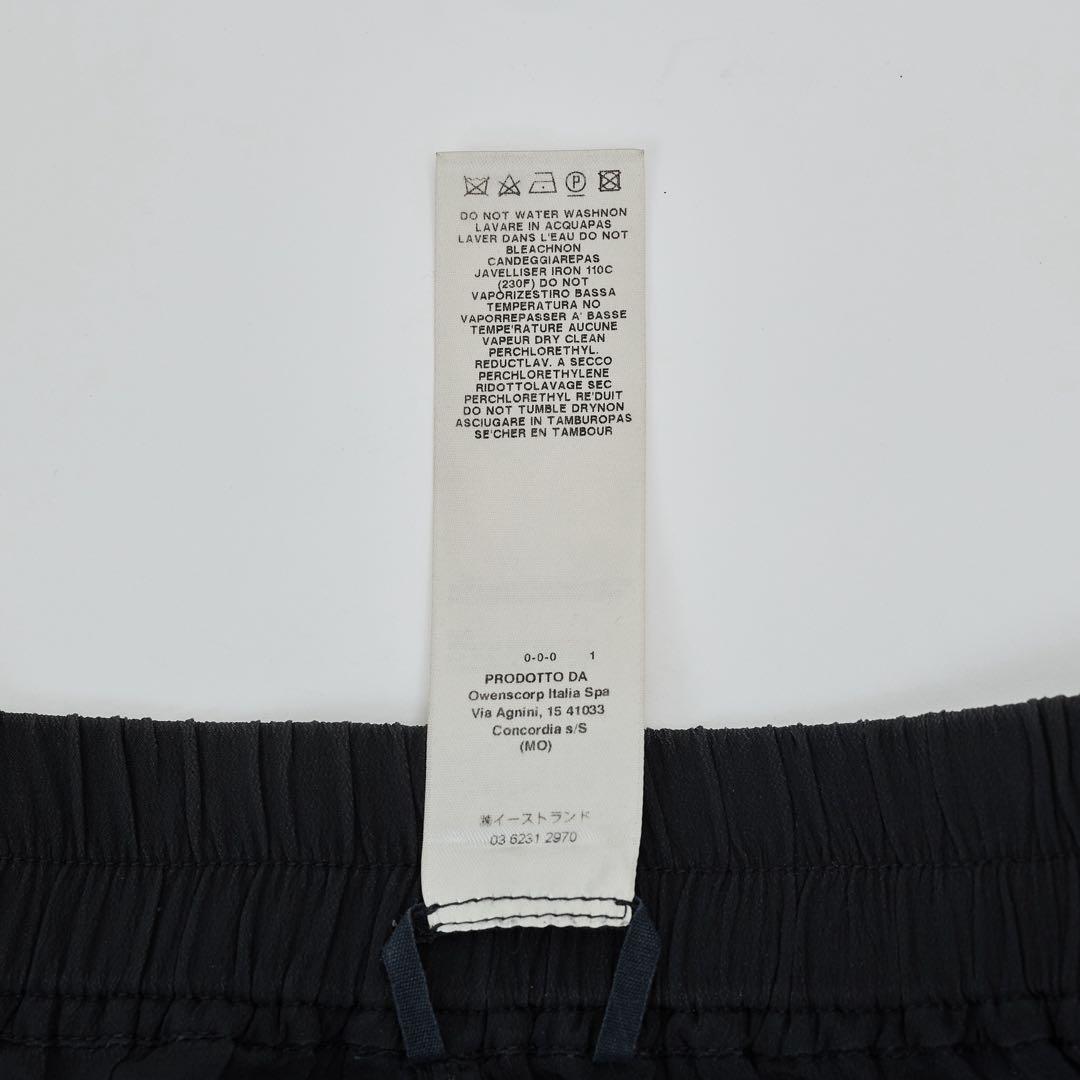 P
DO NOT WATER WASHNON
LAVARE IN ACQUAPAS
LAVER DANS L'EAU DO NOT
BLEACHNON
CANDEGGIAREPAS
JAVELLISER IRON 110C
(230F) DO NOT
VAPORIZESTIRO BASSA
TEMPERATURA NO
VAPORREPASSER A' BASSE
TEMPE'RATURE AUCUNE
VAPEUR DRY CLEAN
PERCHLORETHYL.
REDUCTLAV. A SECCO
PERCHLORETHYLENE
RIDOTTOLAVAGE SEC
PERCHLORETHYL RE'DUIT
DO NOT TUMBLE DRYNON
ASCIUGARE IN TAMBUROPAS
SE'CHER EN TAMBOUR
0-0-0 1
PRODOTTO DA
Owenscorp Italia Spa
Via Agnini, 15 41033
Concordia s/S
(MO)
㈱イーストランド
03 6231 2970